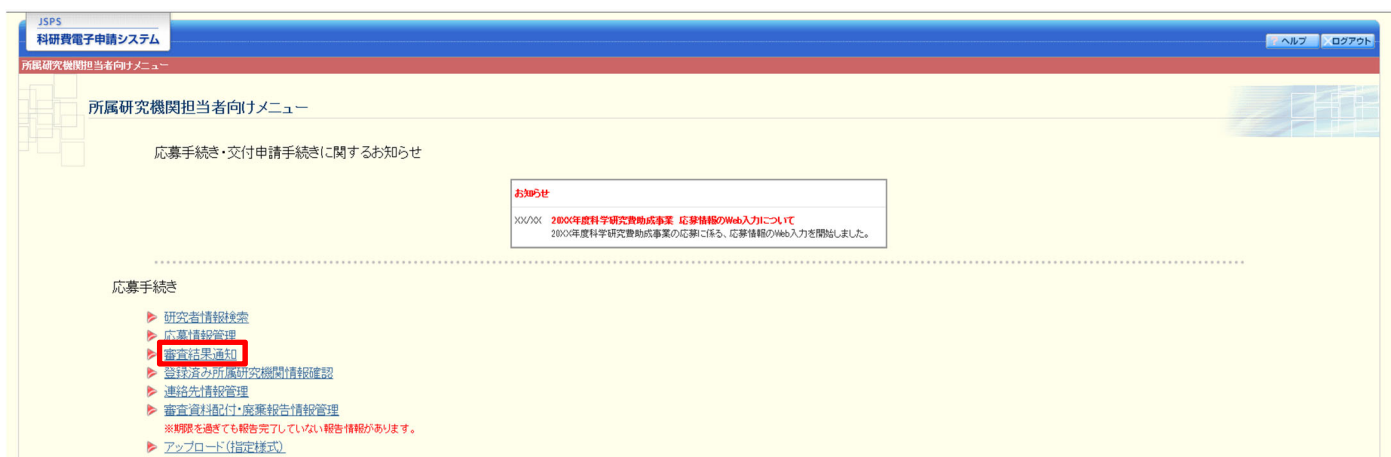 JSPS
科研費電子申請システム
ヘルプ
ログアウト
所属研究機関担当者向けメニュー
所属研究機関担当者向けメニュー
応募手続き・交付申請手続きに関するお知らせ
お知らせ
XX/XX 20XX年度科学研究費助成事業 応募情報のWeb入力について
20XX年度科学研究費助成事業の応募に係る、応募情報のWeb入力を開始しました。
応募手続き
研究者情報検索
応募情報管理
審査結果通知
登録済み所属研究機関情報確認
連絡先情報管理
審査資料配付・廃棄報告情報管理
※期限を過ぎても報告完了していない報告情報があります。
アップロード(指定様式)